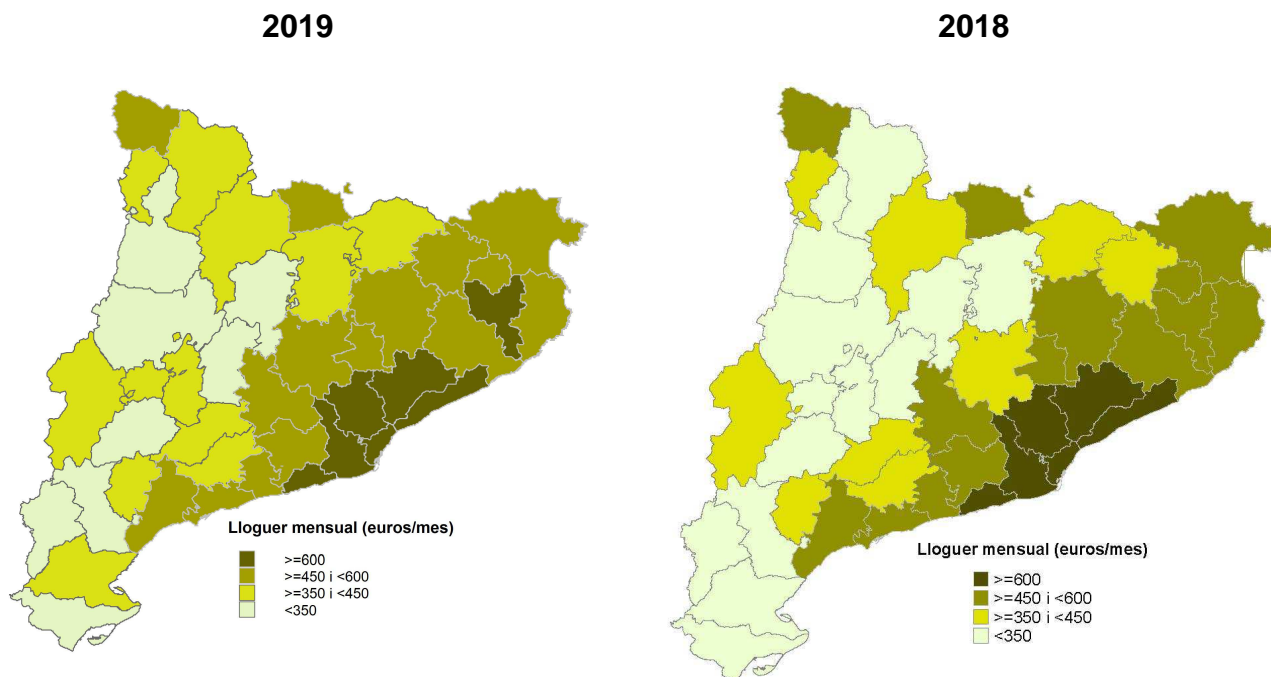 2019
2018
Lloguer mensual (euros/mes)
>=600
>=450 i <600
>=350 i <450
<350
Lloguer mensual (euros/mes)
>=600
>=450 i <600
>=350 i <450
<350